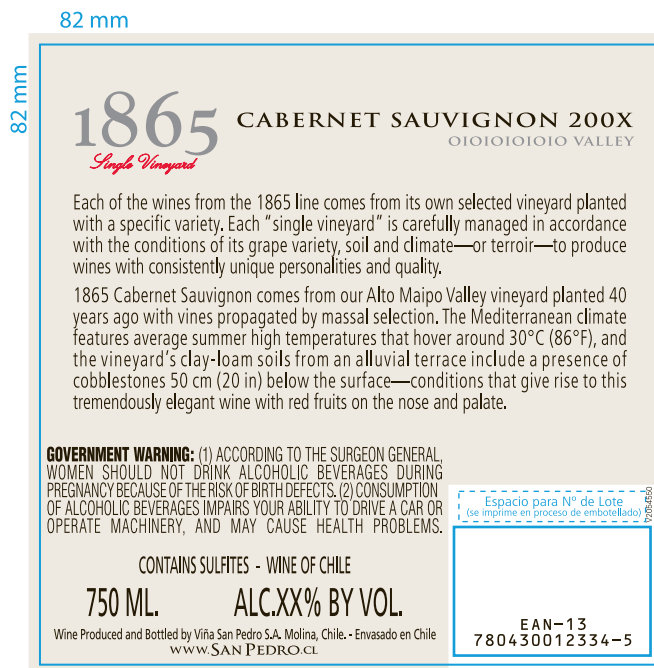 82 mm
82 mm
1865
Single Vineyard
CABERNET SAUVIGNON 200X
OIOIOIOIOIO VALLEY
Each of the wines from the 1865 line comes from its own selected vineyard planted
with a specific variety. Each “single vineyard” is carefully managed in accordance
with the conditions of its grape variety, soil and climate—or terroir—to produce
wines with consistently unique personalities and quality.
1865 Cabernet Sauvignon comes from our Alto Maipo Valley vineyard planted 40
years ago with vines propagated by massal selection. The Mediterranean climate
features average summer high temperatures that hover around 30°C (86°F), and
the vineyard’s clay-loam soils from an alluvial terrace include a presence of
cobblestones 50 cm (20 in) below the surface—conditions that give rise to this
tremendously elegant wine with red fruits on the nose and palate.
GOVERNMENT WARNING: (1) ACCORDING TO THE SURGEON GENERAL,
WOMEN SHOULD NOT DRINK ALCOHOLIC BEVERAGES DURING
PREGNANCY BECAUSE OF THE RISK OF BIRTH DEFECTS. (2) CONSUMPTION
OF ALCOHOLIC BEVERAGES IMPAIRS YOUR ABILITY TO DRIVE A CAR OR
OPERATE MACHINERY, AND MAY CAUSE HEALTH PROBLEMS.
CONTAINS SULFITES - WINE OF CHILE
750 ML. ALC.XX% BY VOL.
Wine Produced and Bottled by Viña San Pedro S.A. Molina, Chile. - Envasado en Chile
WWW.SANPEDRO.CL
Espacio para Nº de Lote
(se imprime en proceso de embotellado)
EAN-13
780430012334-5